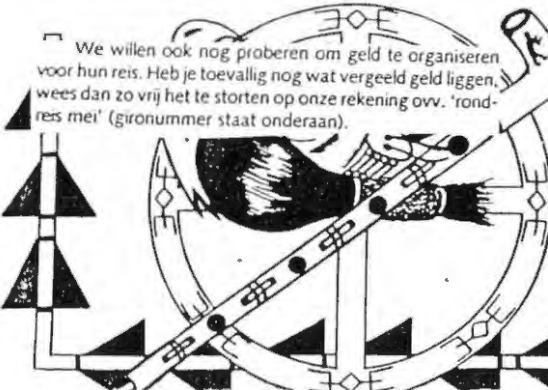 We willen ook nog proberen om geld te organiseren
voor hun reis. Heb je toevallig nog wat vergeeld geld liggen,
wees dan zo vrij het te storten op onze rekening ovv. 'rond-
reis mei' (gironummer staat onderaan).